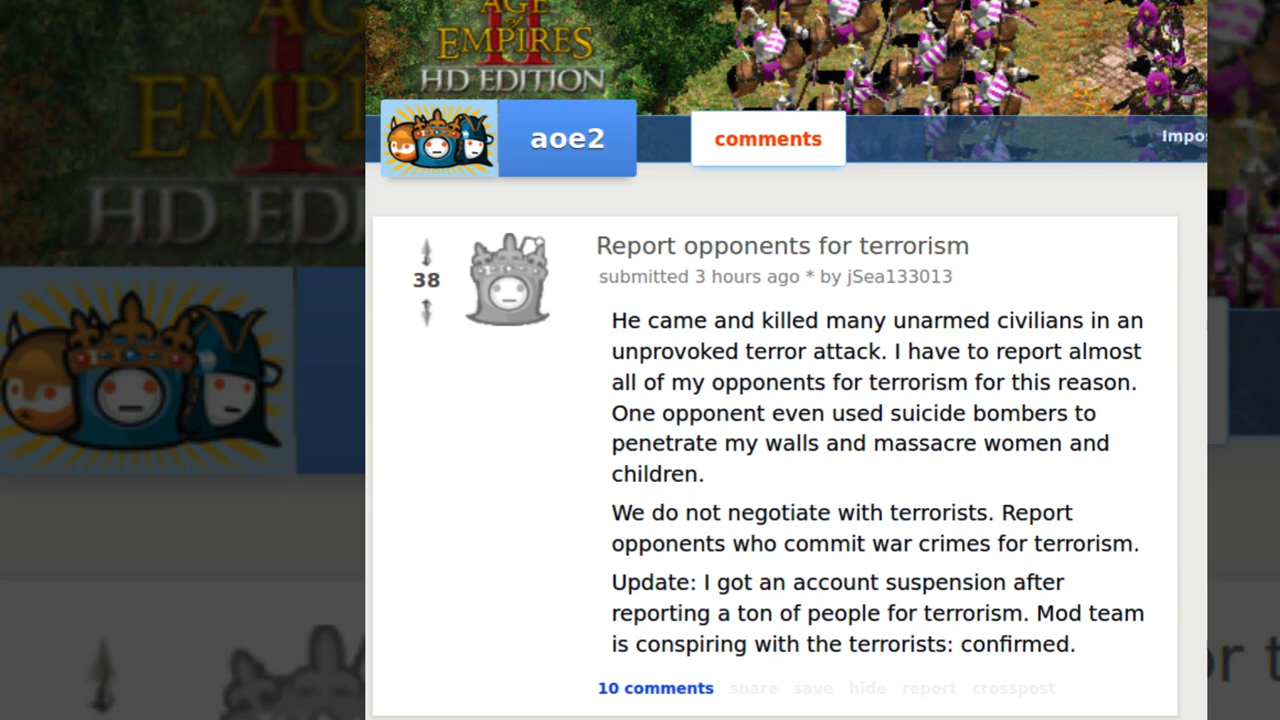 AGE
of
EMPIRES
II
HD EDITION
aoe2
comments
Report opponents for terrorism
38
submitted 3 hours ago * by jSea133013
He came and killed many unarmed civilians in an
unprovoked terror attack. I have to report almost
all of my opponents for terrorism for this reason.
One opponent even used suicide bombers to
penetrate my walls and massacre women and
children.
We do not negotiate with terrorists. Report
opponents who commit war crimes for terrorism.
Update: I got an account suspension after
reporting a ton of people for terrorism. Mod team
is conspiring with the terrorists: confirmed.
10 comments share save hide report crosspost